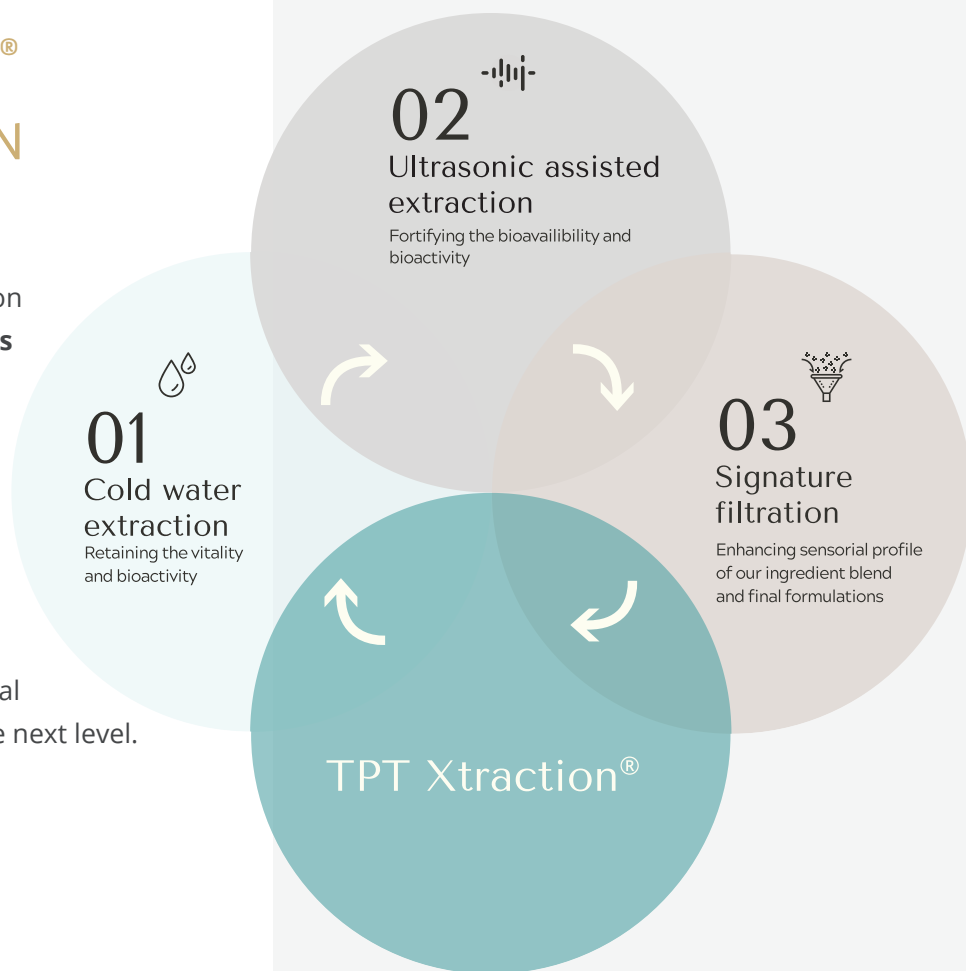 ®
N
on
s
al
e next level.
02
Ultrasonic assisted
extraction
Fortifying the bioavailibility and
bioactivity
01
Cold water
extraction
Retaining the vitality
and bioactivity
03
Signature
filtration
Enhancing sensorial profile
of our ingredient blend
and final formulations
TPT Xtraction®